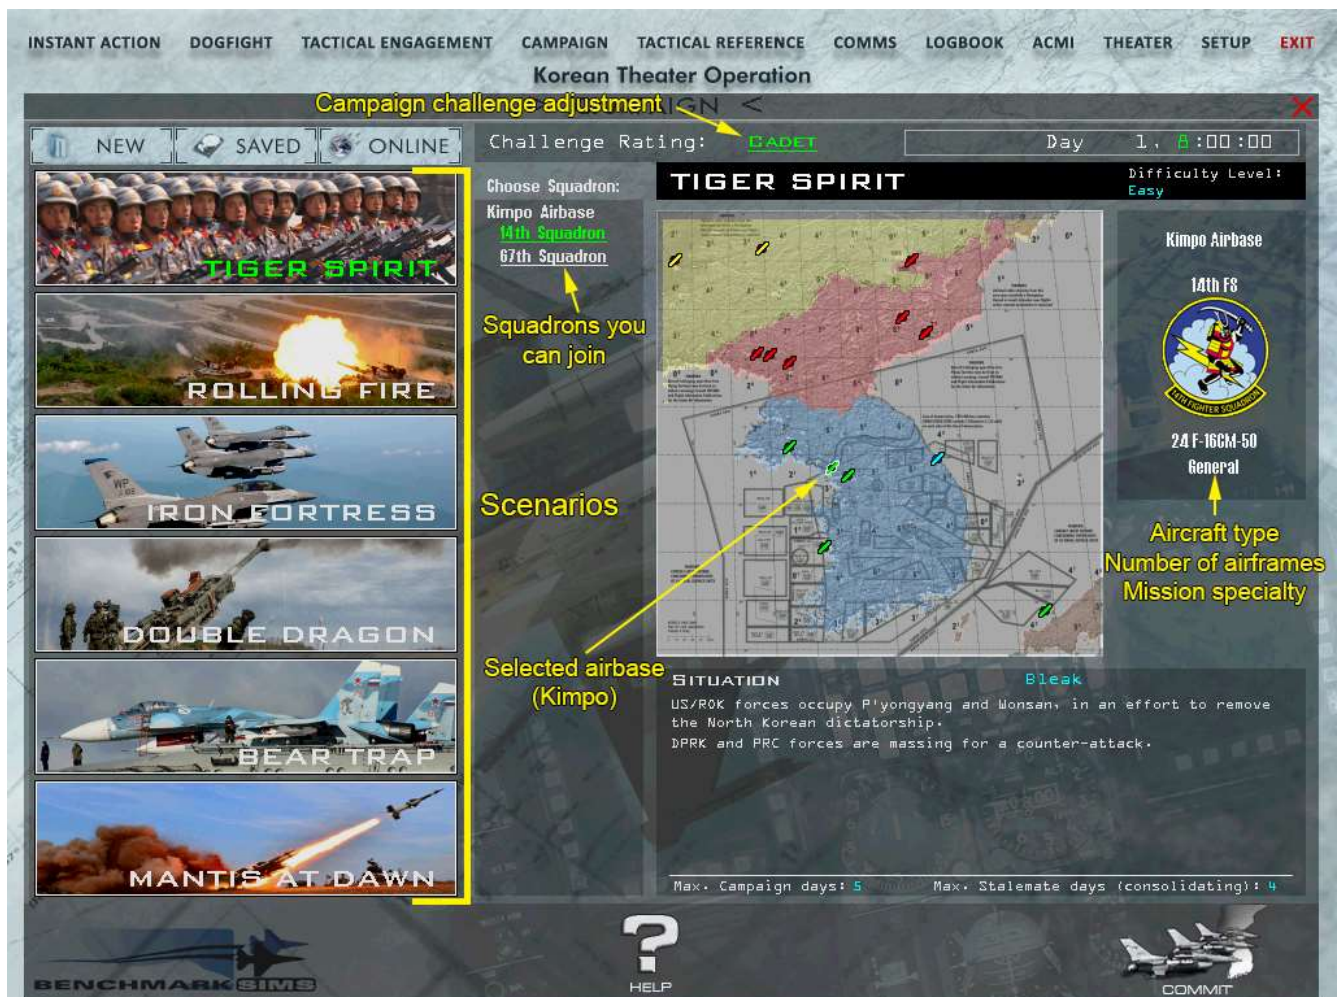 INSTANT ACTION DOGFIGHT TACTICAL ENGAGEMENT CAMPAIGN TACTICAL REFERENCE COMMS LOGBOOK ACMI THEATER SETUP EXIT
Korean Theater Operation
Campaign challenge adjustment
NEW SAVED ONLINE
Challenge Rating: CADET
Day 1, 8:00:00
TIGER SPIRIT
ROLLING FIRE
IRON FORTRESS
DOUBLE DRAGON
BEAR TRAP
MANTIS AT DAWN
Scenarios
Choose Squadron:
Kimpo Airbase
14th Squadron
67th Squadron
Squadrons you
can join
Selected airbase
(Kimpo)
TIGER SPIRIT
Difficulty Level:
Easy
Kimpo Airbase
14th FS
14TH FIGHTER SQUADRON
24 F-16CM-50
General
Aircraft type
Number of airframes
Mission specialty
SITUATION Bleak
US/ROK forces occupy P'yongyang and Wonsan, in an effort to remove
the North Korean dictatorship.
DPRK and PRC forces are massing for a counter-attack.
Max. Campaign days: 5 Max. Stalemate days (consolidating): 4
BENCHMARK SIMS
HELP
COMMIT